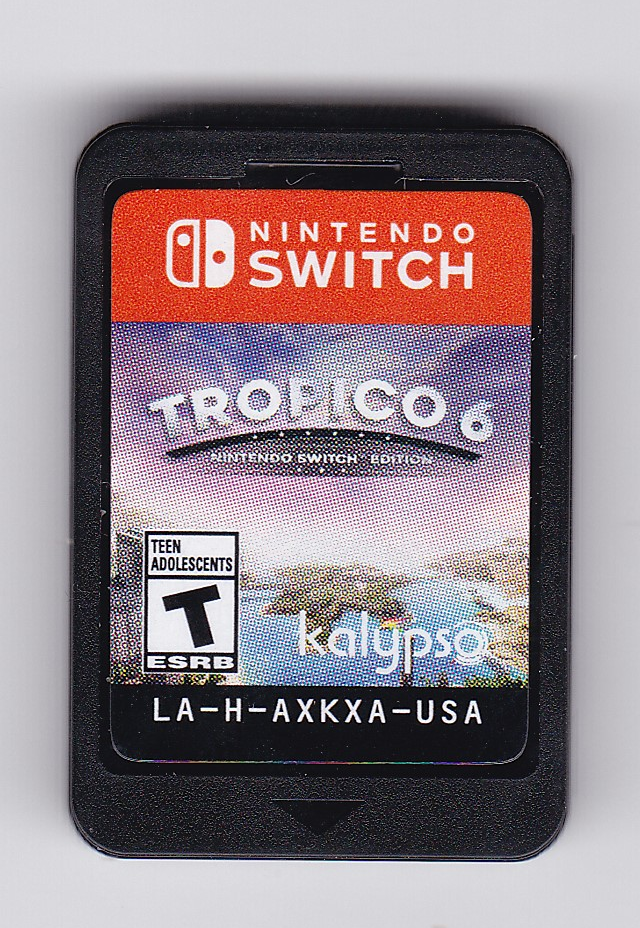 NINTENDO
SWITCH
TROPICO 6
NINTENDO SWITCH EDITION
TEEN
ADOLESCENTS
T
ESRB
kalypso
LA-H-AXKXA-USA